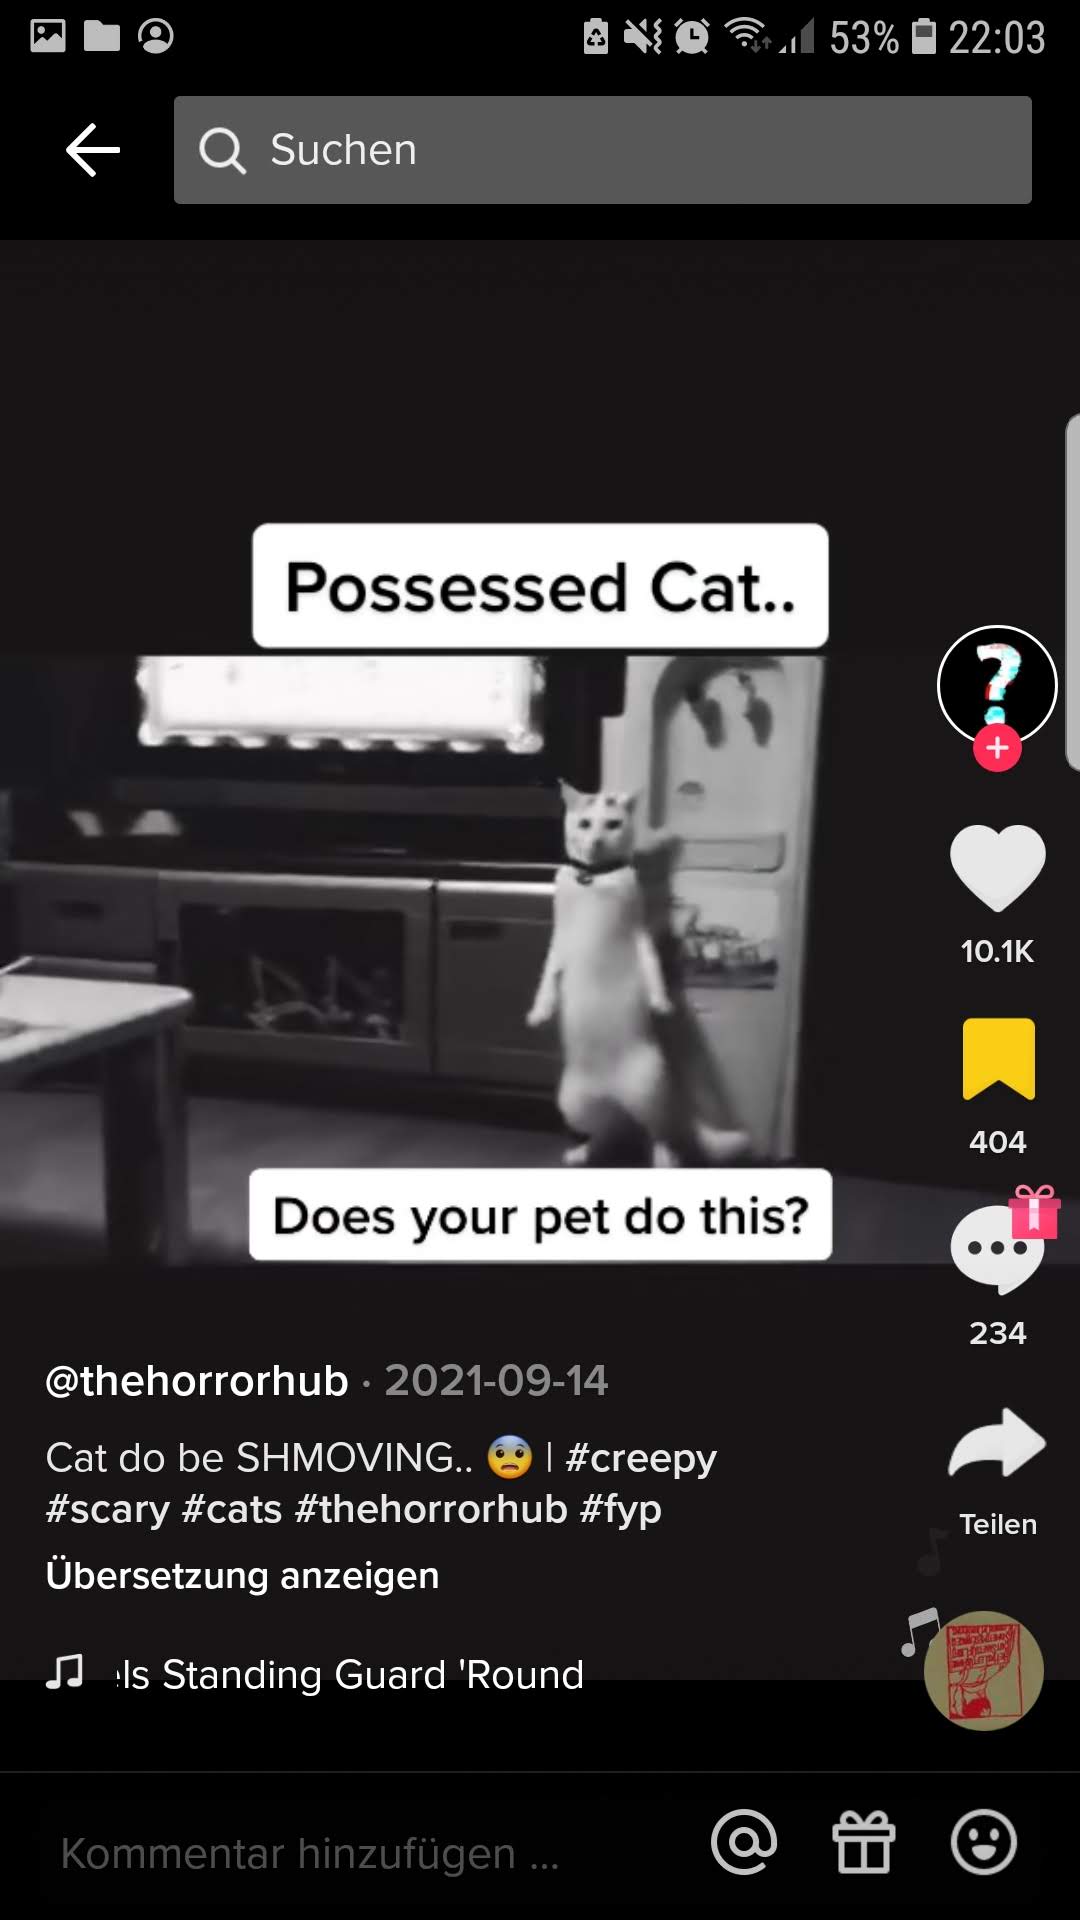 53% 22:03
Suchen
Possessed Cat..
?
10.1K
404
Does your pet do this?
234
@thehorrorhub · 2021-09-14
Cat do be SHMOVING.. 😨 | #creepy
#scary #cats #thehorrorhub #fyp
Teilen
Übersetzung anzeigen
ls Standing Guard 'Round
Kommentar hinzufügen ...